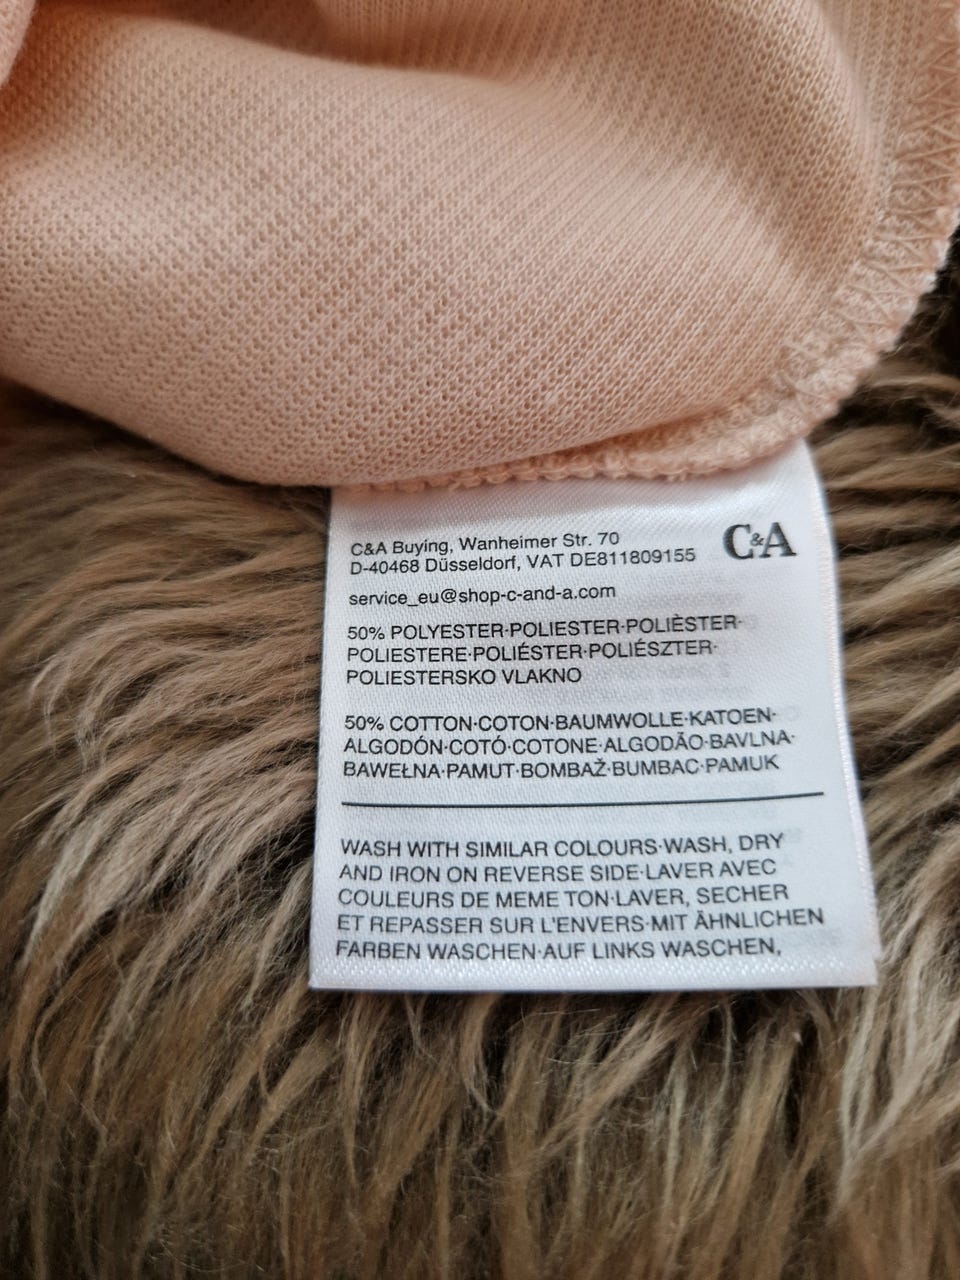 C&A Buying, Wanheimer Str. 70
D-40468 Düsseldorf, VAT DE811809155
C&A
service_eu@shop-c-and-a.com
50% POLYESTER·POLIESTER·POLIÈSTER·
POLIESTERE·POLIÉSTER·POLIÉSZTER·
POLIESTERSKO VLAKNO
50% COTTON·COTON·BAUMWOLLE·KATOEN·
ALGODÓN·COTÓ·COTONE·ALGODÃO·BAVLNA·
BAWEŁNA·PAMUT·BOMBAŽ·BUMBAC·PAMUK
WASH WITH SIMILAR COLOURS·WASH, DRY
AND IRON ON REVERSE SIDE·LAVER AVEC
COULEURS DE MEME TON·LAVER, SECHER
ET REPASSER SUR L'ENVERS·MIT ÄHNLICHEN
FARBEN WASCHEN·AUF LINKS WASCHEN,